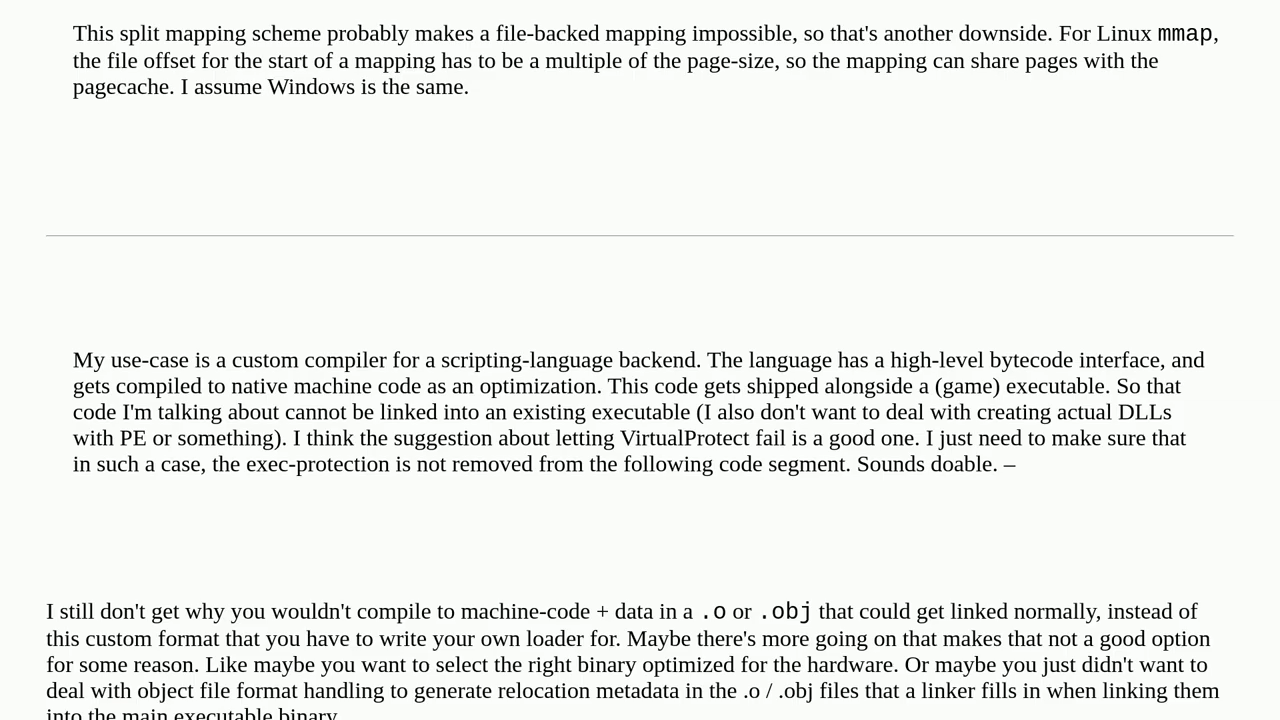 This split mapping scheme probably makes a file-backed mapping impossible, so that's another downside. For Linux mmap,
the file offset for the start of a mapping has to be a multiple of the page-size, so the mapping can share pages with the
pagecache. I assume Windows is the same.
My use-case is a custom compiler for a scripting-language backend. The language has a high-level bytecode interface, and
gets compiled to native machine code as an optimization. This code gets shipped alongside a (game) executable. So that
code I'm talking about cannot be linked into an existing executable (I also don't want to deal with creating actual DLLs
with PE or something). I think the suggestion about letting VirtualProtect fail is a good one. I just need to make sure that
in such a case, the exec-protection is not removed from the following code segment. Sounds doable. –
I still don't get why you wouldn't compile to machine-code + data in a .o or .obj that could get linked normally, instead of
this custom format that you have to write your own loader for. Maybe there's more going on that makes that not a good option
for some reason. Like maybe you want to select the right binary optimized for the hardware. Or maybe you just didn't want to
deal with object file format handling to generate relocation metadata in the .o / .obj files that a linker fills in when linking them
into the main executable binary.